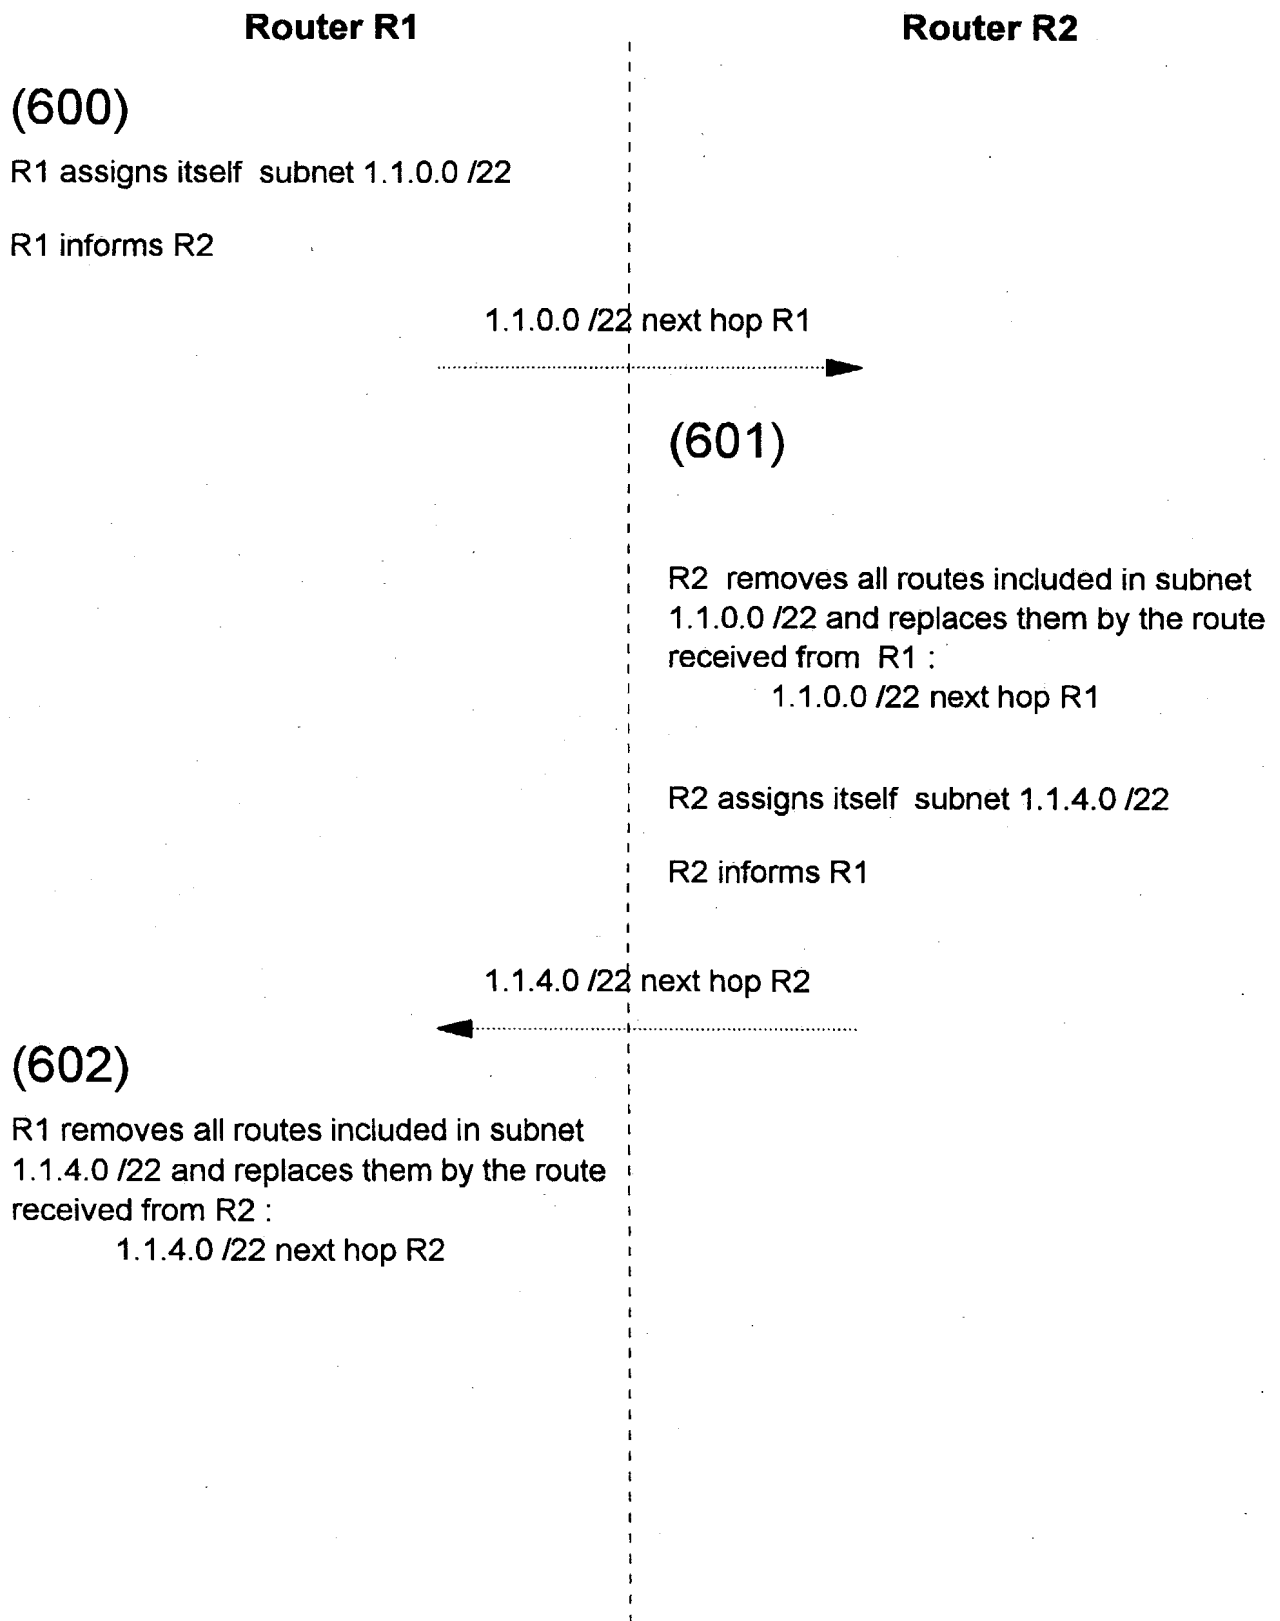 Router R1
Router R2
(600)
R1 assigns itself subnet 1.1.0.0 /22
R1 informs R2
1.1.0.0 /22 next hop R1
(601)
R2 removes all routes included in subnet
1.1.0.0 /22 and replaces them by the route
received from R1 :
1.1.0.0 /22 next hop R1
R2 assigns itself subnet 1.1.4.0 /22
R2 informs R1
1.1.4.0 /22 next hop R2
(602)
R1 removes all routes included in subnet
1.1.4.0 /22 and replaces them by the route
received from R2 :
1.1.4.0 /22 next hop R2